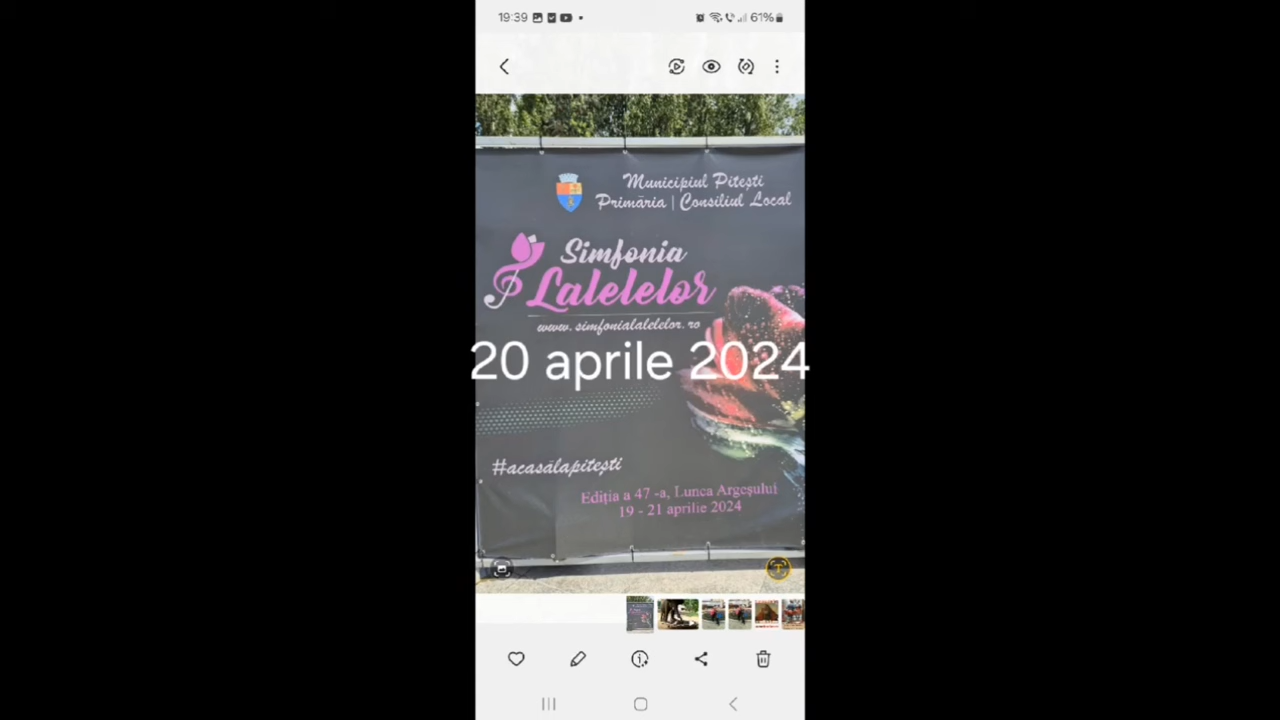 19:39
61%
Municipiul Pitești
Primăria | Consiliul Local
Simfonia
Lalelelor
www.simfonialalelelor.ro
20 aprilie 2024
#acasălapitești
Ediția a 47 -a, Lunca Argeșului
19 - 21 aprilie 2024